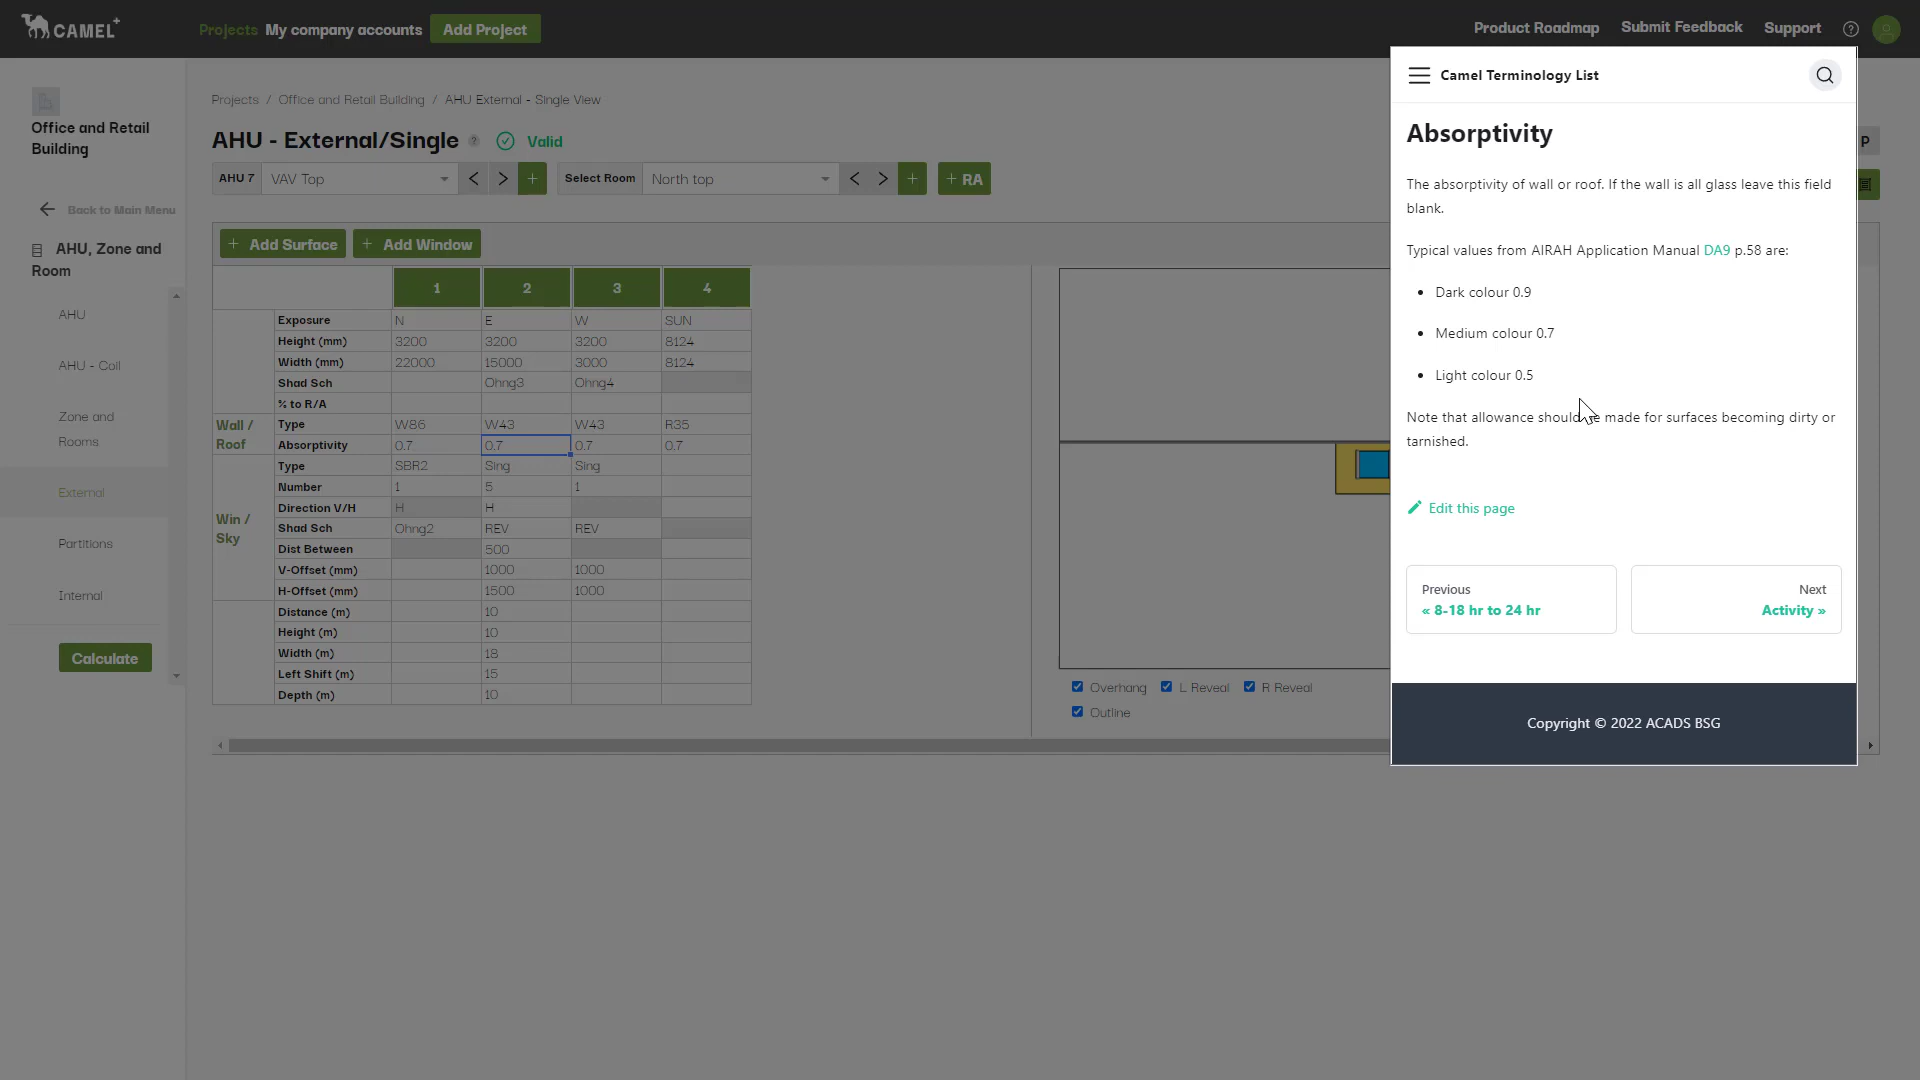 CAMEL+
Projects My company accounts Add Project
Product Roadmap Submit Feedback Support
Office and Retail
Building
Back to Main Menu
AHU, Zone and
Room
AHU
AHU - Coil
Zone and
Rooms
External
Partitions
Internal
Calculate
Projects / Office and Retail Building / AHU External - Single View
AHU - External/Single ? Valid
AHU 7 VAV Top < > + Select Room North top < > + + RA
P
+ Add Surface + Add Window
1 2 3 4
Exposure N E W SUN
Height (mm) 3200 3200 3200 8124
Width (mm) 22000 15000 3000 8124
Shad Sch Ohng3 Ohng4
% to R/A
Wall /
Roof
Type W86 W43 W43 R35
Absorptivity 0.7 0.7 0.7 0.7
Win /
Sky
Type SBR2 Sing Sing
Number 1 5 1
Direction V/H H H
Shad Sch Ohng2 REV REV
Dist Between 500
V-Offset (mm) 1000 1000
H-Offset (mm) 1500 1000
Distance (m) 10
Height (m) 10
Width (m) 18
Left Shift (m) 15
Depth (m) 10
Overhang L Reveal R Reveal
Outline
Camel Terminology List
Absorptivity
The absorptivity of wall or roof. If the wall is all glass leave this field
blank.
Typical values from AIRAH Application Manual DA9 p.58 are:
• Dark colour 0.9
• Medium colour 0.7
• Light colour 0.5
Note that allowance should be made for surfaces becoming dirty or
tarnished.
Edit this page
Previous
« 8-18 hr to 24 hr
Next
Activity »
Copyright © 2022 ACADS BSG